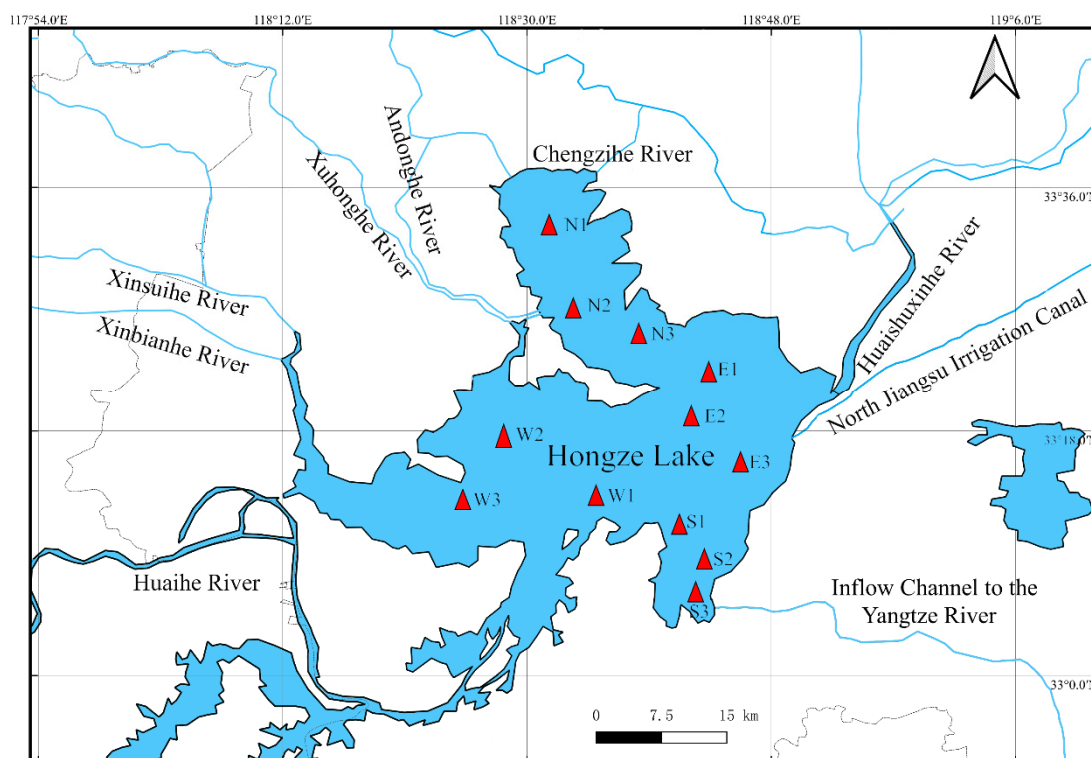 117°54.0'E 118°12.0'E 118°30.0'E 118°48.0'E 119°6.0'E
Andonghe River
Chengzihe River
Xuhonghe River
33°36.0'N
N1
Huaishuxinhe River
Xinsuihe River
N2
Xinbianhe River
N3
E1
North Jiangsu Irrigation Canal
E2
W2
33°18.0'N
Hongze Lake
E3
W3
W1
S1
S2
Huaihe River
Inflow Channel to the
Yangtze River
S3
33°0.0'N
0 7.5 15 km